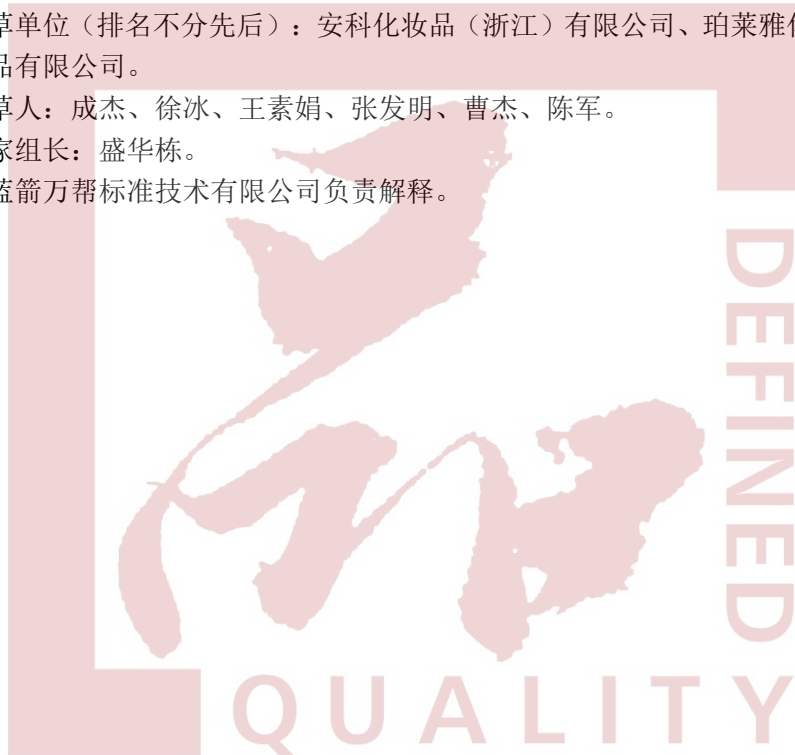 草单位（排名不分先后）：安科化妆品（浙江）有限公司、珀莱雅化
品有限公司。
草人：成杰、徐冰、王素娟、张发明、曹杰、陈军。
家组长：盛华栋。
蓝箭万帮标准技术有限公司负责解释。
品
DEFINED
QUALITY